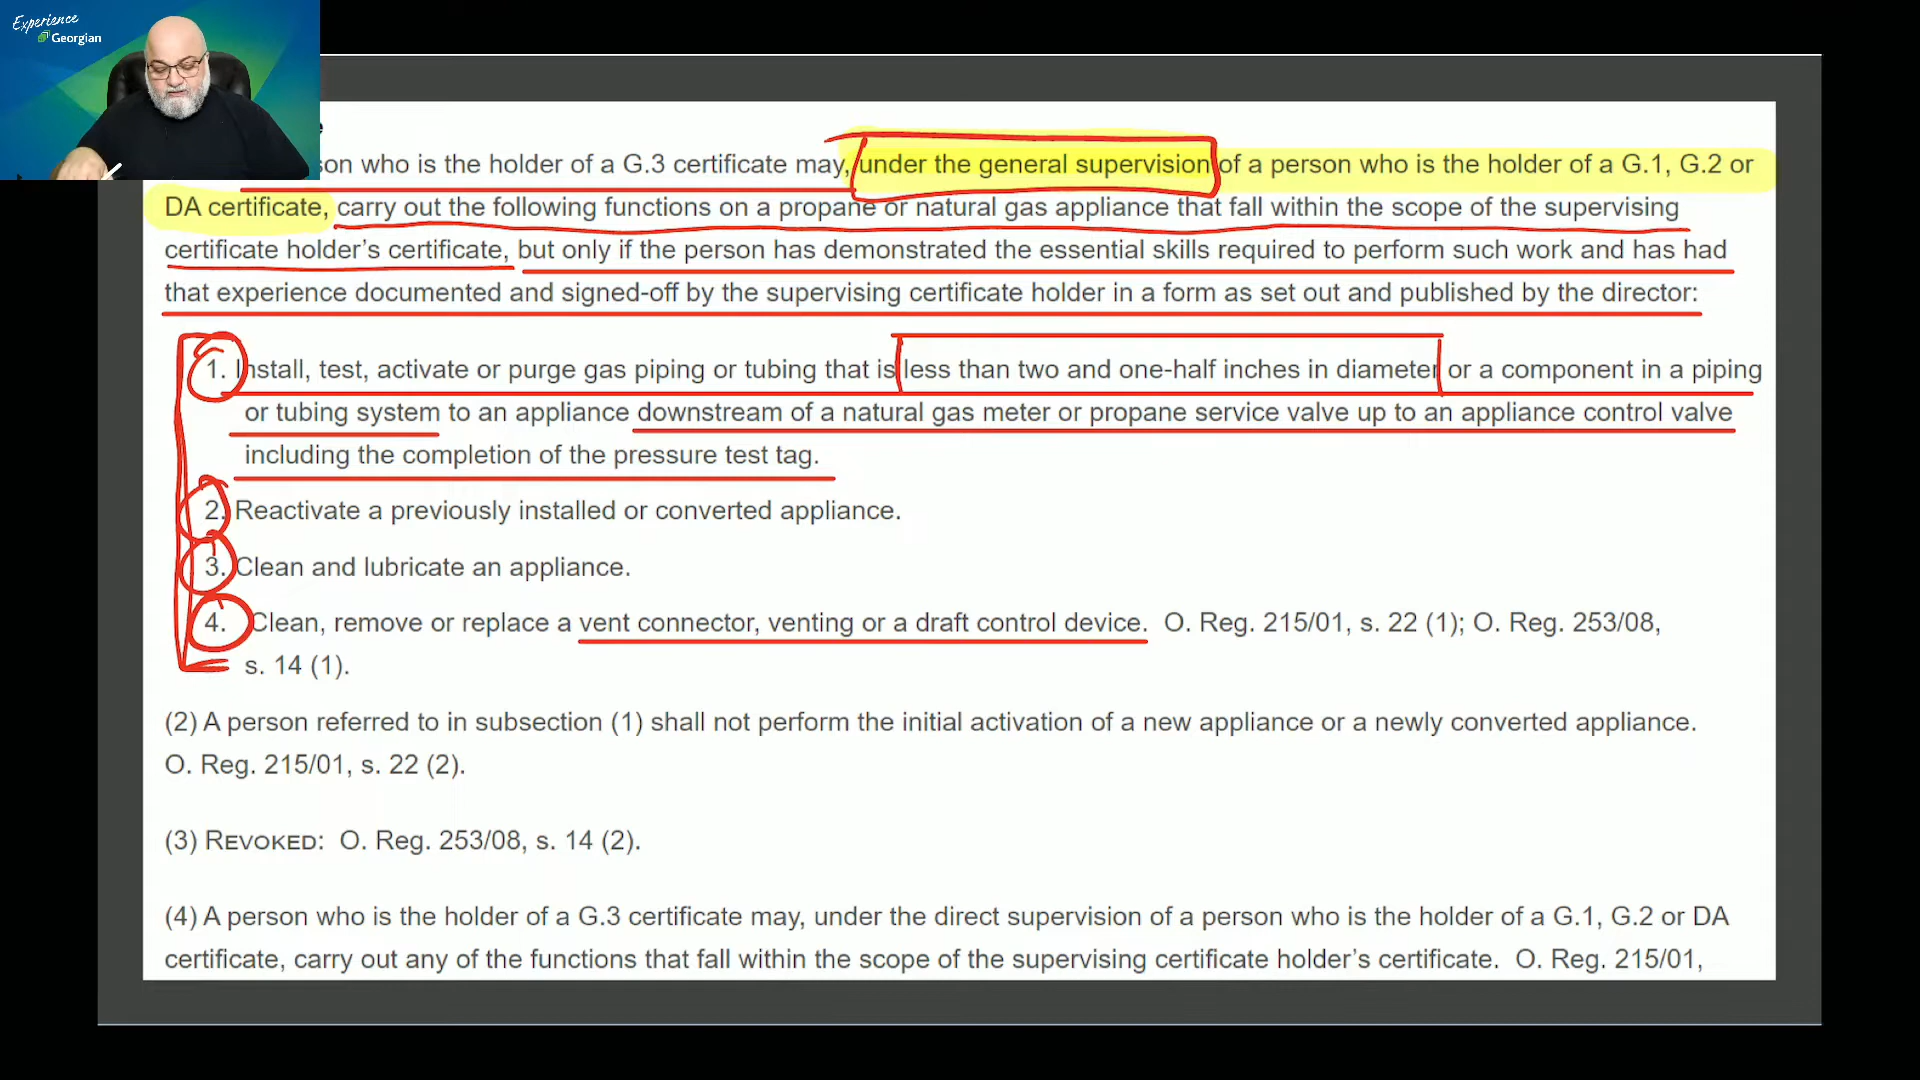 Experience
Georgian
son who is the holder of a G.3 certificate may, under the general supervision of a person who is the holder of a G.1, G.2 or
DA certificate, carry out the following functions on a propane or natural gas appliance that fall within the scope of the supervising
certificate holder’s certificate, but only if the person has demonstrated the essential skills required to perform such work and has had
that experience documented and signed-off by the supervising certificate holder in a form as set out and published by the director:
1. Install, test, activate or purge gas piping or tubing that is less than two and one-half inches in diameter or a component in a piping
or tubing system to an appliance downstream of a natural gas meter or propane service valve up to an appliance control valve
including the completion of the pressure test tag.
2. Reactivate a previously installed or converted appliance.
3. Clean and lubricate an appliance.
4. Clean, remove or replace a vent connector, venting or a draft control device. O. Reg. 215/01, s. 22 (1); O. Reg. 253/08,
s. 14 (1).
(2) A person referred to in subsection (1) shall not perform the initial activation of a new appliance or a newly converted appliance.
O. Reg. 215/01, s. 22 (2).
(3) REVOKED: O. Reg. 253/08, s. 14 (2).
(4) A person who is the holder of a G.3 certificate may, under the direct supervision of a person who is the holder of a G.1, G.2 or DA
certificate, carry out any of the functions that fall within the scope of the supervising certificate holder’s certificate. O. Reg. 215/01,